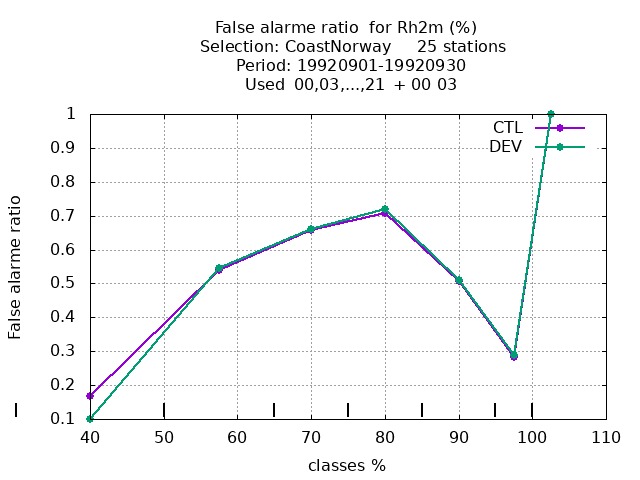 False alarme ratio  for Rh2m (%)
Selection: CoastNorway     25 stations
Period: 19920901-19920930
Used  00,03,...,21  + 00 03
CTL
DEV
False alarme ratio
1
0.9
0.8
0.7
0.6
0.5
0.4
0.3
0.2
0.1
40 50 60 70 80 90 100 110
classes %